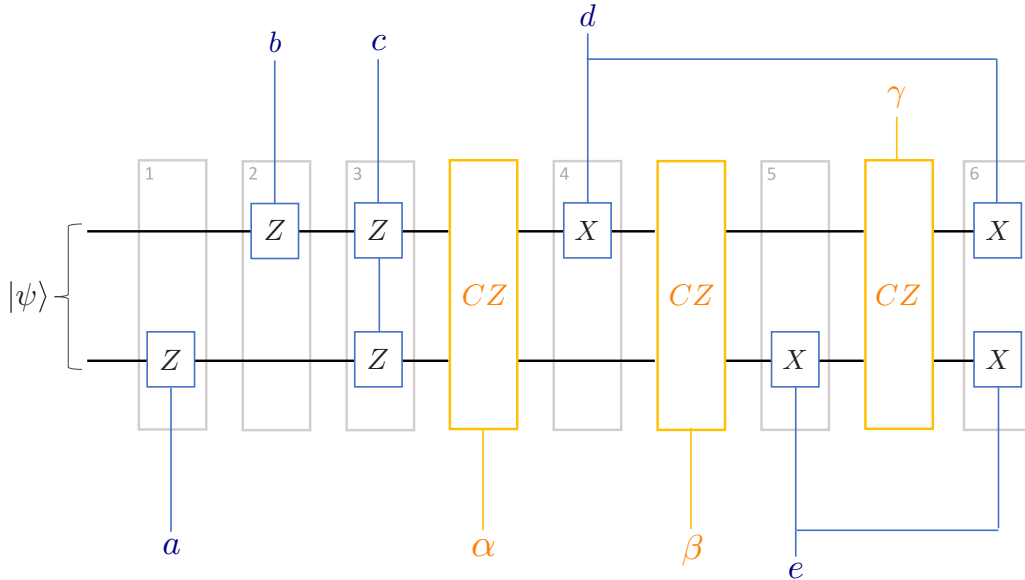 d
b c
γ
1 2 3 4 5 6
Z Z X X
|ψ⟩ CZ CZ CZ
Z Z X X
a α β e